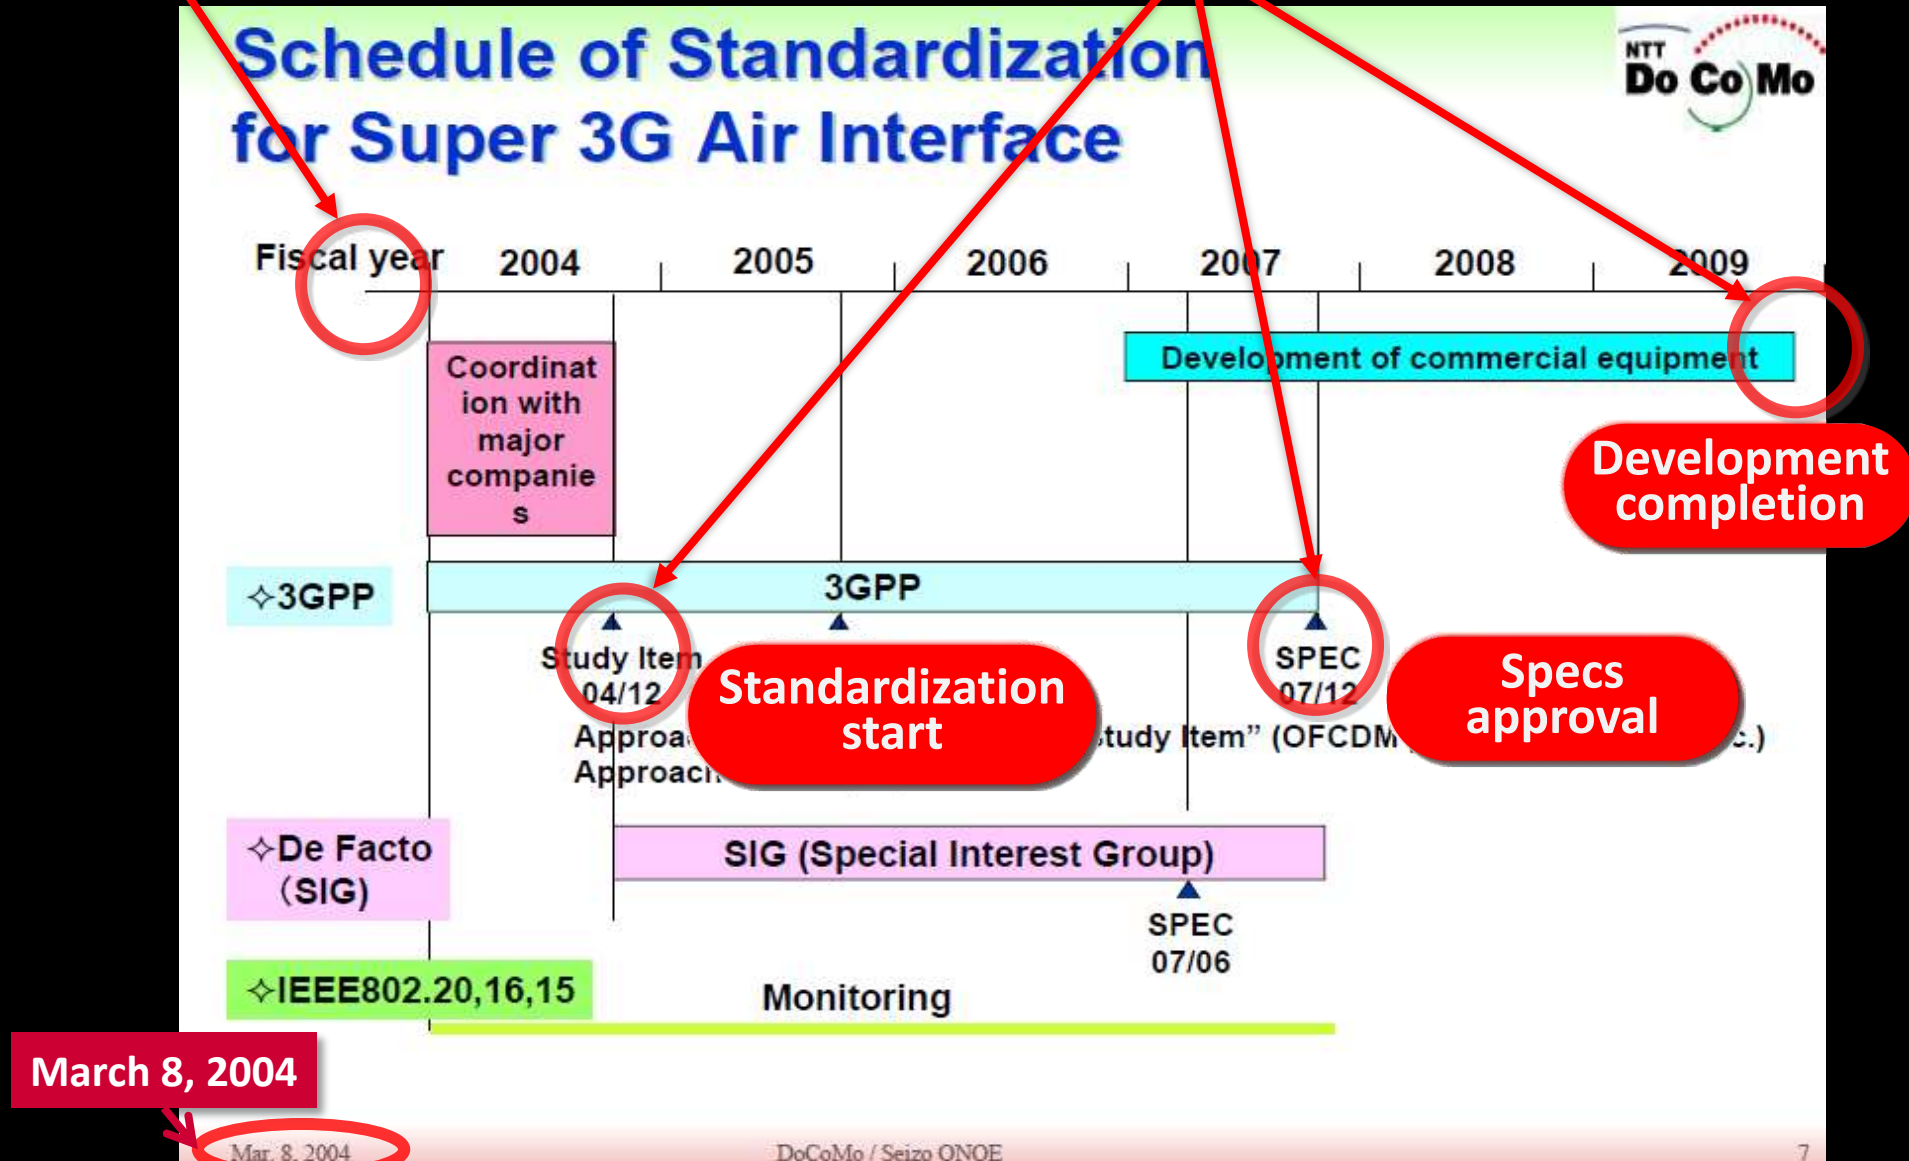 Schedule of Standardization
for Super 3G Air Interface
NTT
Do Co Mo
Fiscal year 2004 2005 2006 2007 2008 2009
Coordinat
ion with
major
companie
s
Development of commercial equipment
Development
completion
✧3GPP
3GPP
Study Item
04/12
Standardization
start
SPEC
07/12
Specs
approval
Study Item” (OFCDM
c.)
Approach
✧De Facto
(SIG)
SIG (Special Interest Group)
SPEC
07/06
✧IEEE802.20,16,15
Monitoring
March 8, 2004
Mar. 8, 2004 DoCoMo / Seizo ONOE 7